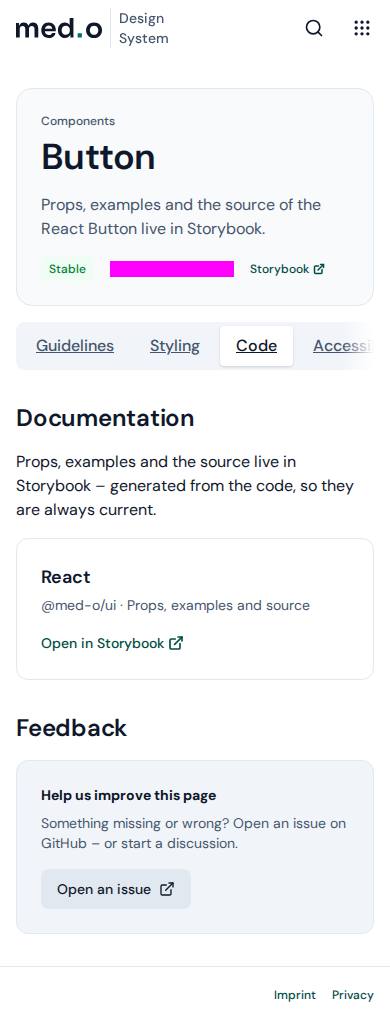 med.o
Design
System
Components
Button
Props, examples and the source of the
React Button live in Storybook.
Stable
Storybook
Guidelines
Styling
Code
Documentation
Props, examples and the source live in
Storybook – generated from the code, so they
are always current.
React
@med-o/ui · Props, examples and source
Open in Storybook
Feedback
Help us improve this page
Something missing or wrong? Open an issue on
GitHub – or start a discussion.
Open an issue
Imprint
Privacy